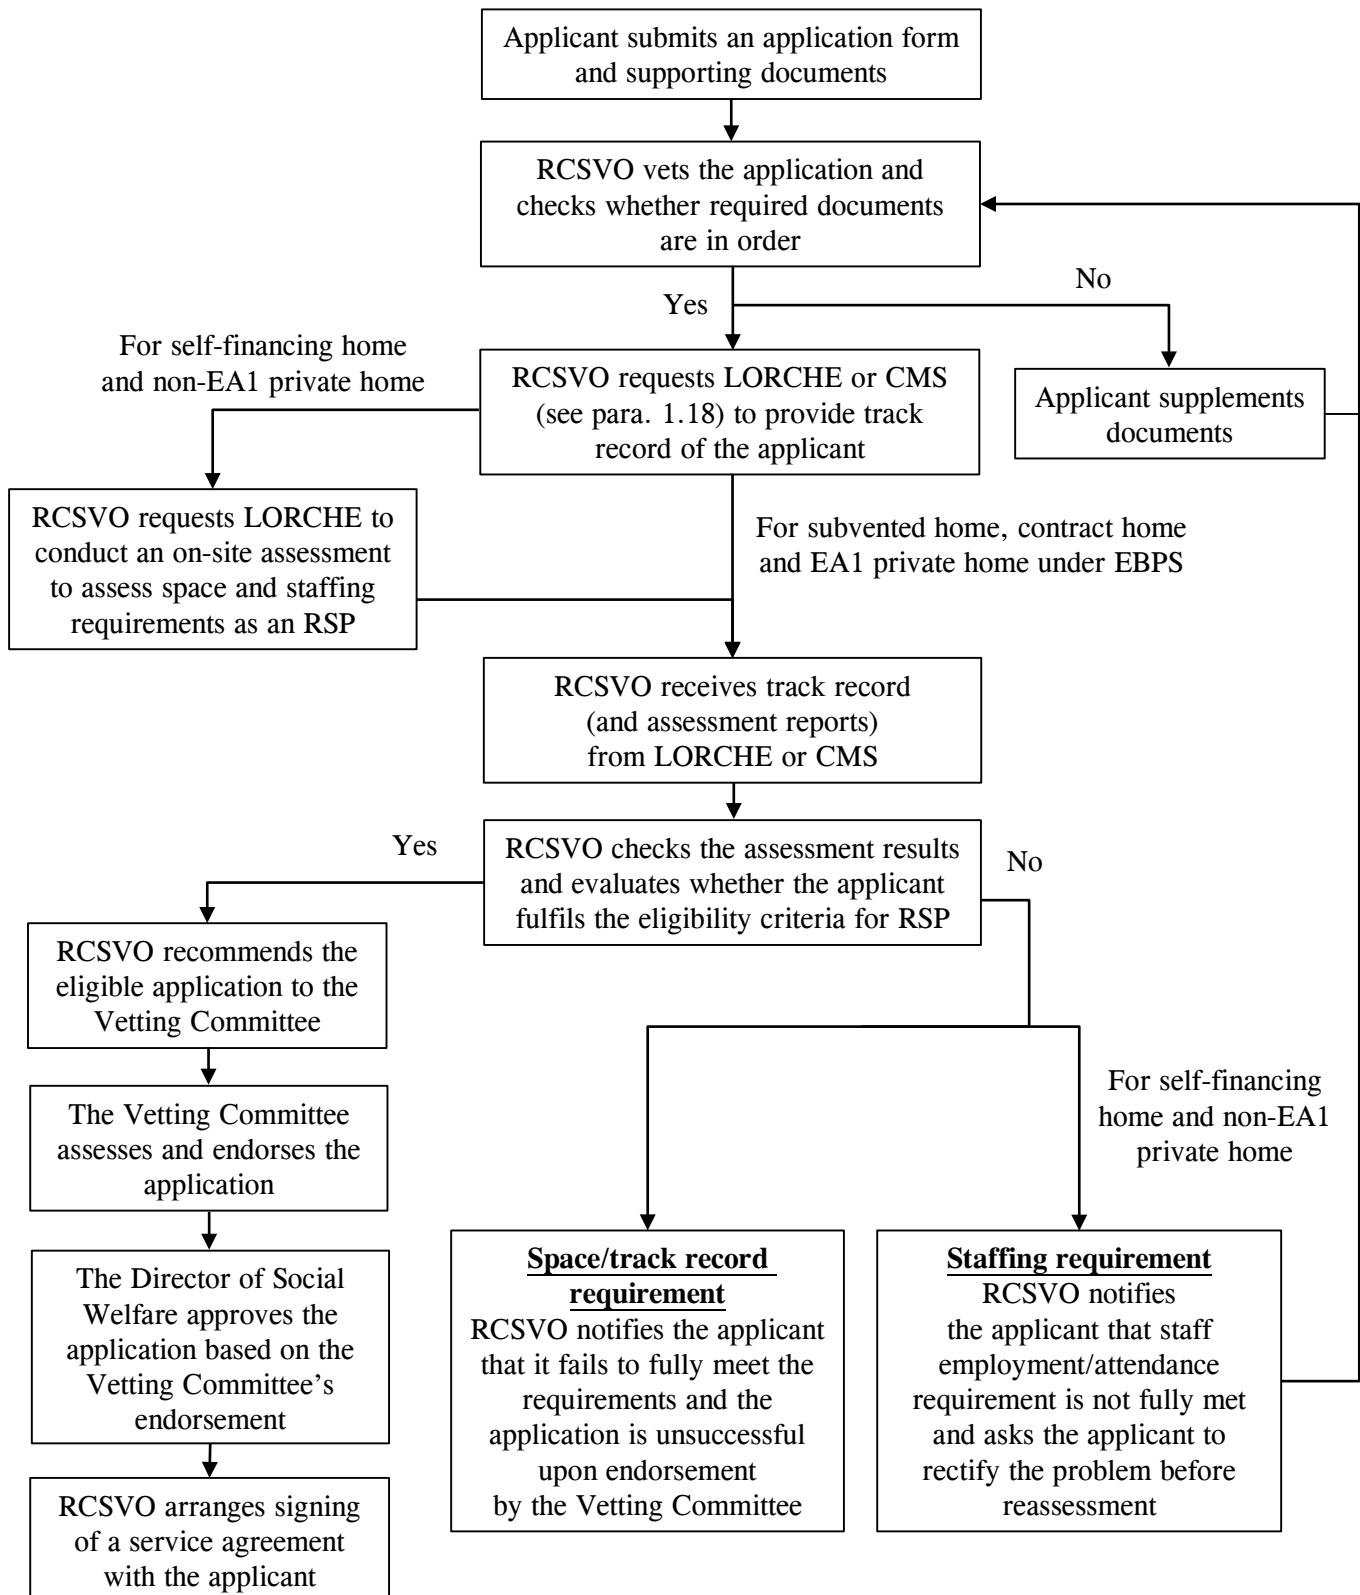 Applicant submits an application form
and supporting documents
RCSVO vets the application and
checks whether required documents
are in order
No
Yes
For self-financing home
and non-EA1 private home
RCSVO requests LORCHE or CMS
(see para. 1.18) to provide track
record of the applicant
Applicant supplements
documents
RCSVO requests LORCHE to
conduct an on-site assessment
to assess space and staffing
requirements as an RSP
For subvented home, contract home
and EA1 private home under EBPS
RCSVO receives track record
(and assessment reports)
from LORCHE or CMS
Yes
RCSVO checks the assessment results
and evaluates whether the applicant
fulfils the eligibility criteria for RSP
No
RCSVO recommends the
eligible application to the
Vetting Committee
The Vetting Committee
assesses and endorses the
application
For self-financing
home and non-EA1
private home
The Director of Social
Welfare approves the
application based on the
Vetting Committee's
endorsement
Space/track record
requirement
RCSVO notifies the applicant
that it fails to fully meet the
requirements and the
application is unsuccessful
upon endorsement
by the Vetting Committee
Staffing requirement
RCSVO notifies
the applicant that staff
employment/attendance
requirement is not fully met
and asks the applicant to
rectify the problem before
reassessment
RCSVO arranges signing
of a service agreement
with the applicant